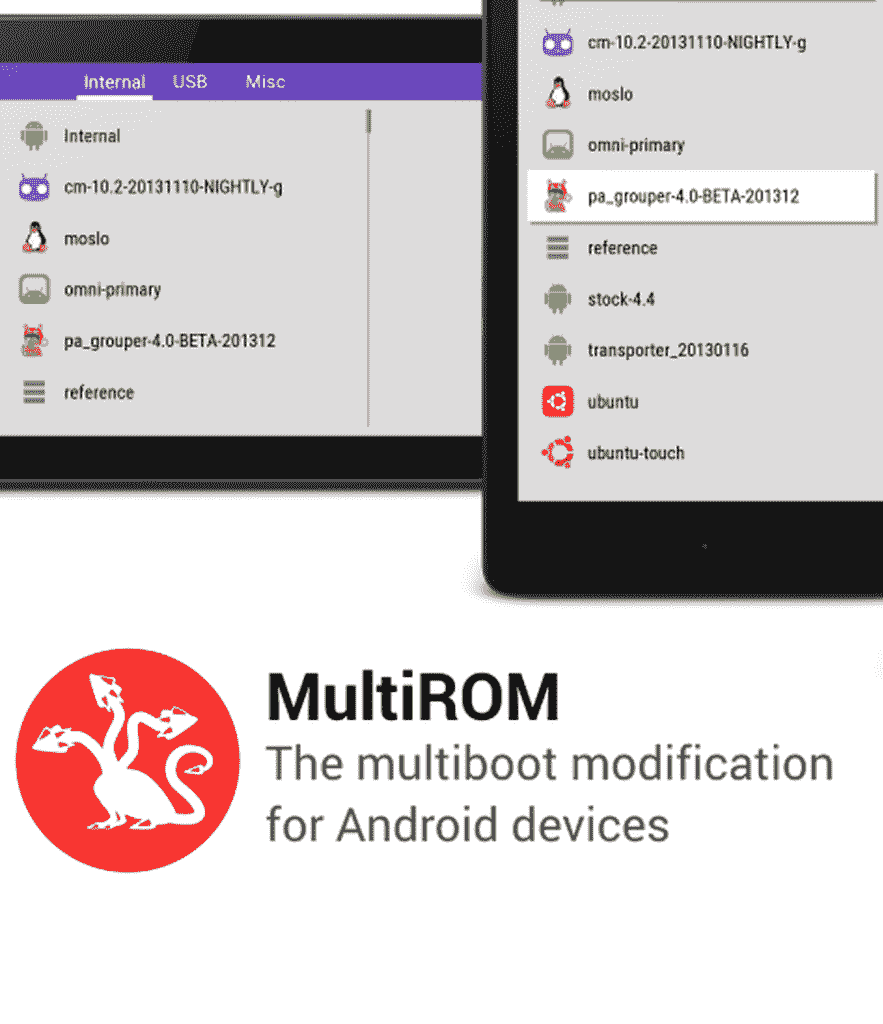 Internal USB Misc
Internal
cm-10.2-20131110-NIGHTLY-g
moslo
omni-primary
pa_grouper-4.0-BETA-201312
reference
cm-10.2-20131110-NIGHTLY-g
moslo
omni-primary
pa_grouper-4.0-BETA-201312
reference
stock-4.4
transporter_20130116
ubuntu
ubuntu-touch
MultiROM
The multiboot modification
for Android devices